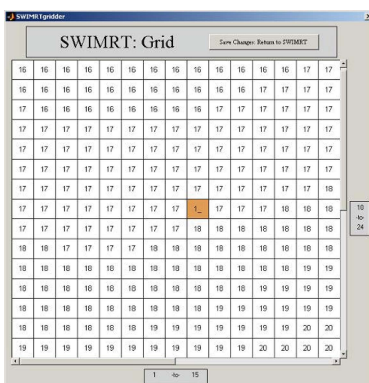 SWIMRTgridder
SWIMRT: Grid
Save Changes: Return to SWIMRT
16 16 16 16 16 16 16 16 16 16 16 16 16 17 17
16 16 16 16 16 16 16 16 16 16 16 17 17 17 17
17 17 17 16 16 16 16 16 16 17 17 17 17 17 17
17 17 17 17 17 17 17 17 17 17 17 17 17 17 17
17 17 17 17 17 17 17 17 17 17 17 17 17 17 17
17 17 17 17 17 17 17 17 17 17 17 17 17 17 17
17 17 17 17 17 17 17 17 17 17 17 17 17 17 18
17 17 17 17 17 17 17 17 1_ 17 17 17 18 18 18
17 17 17 17 17 17 17 17 18 18 18 18 18 18 18
18 18 17 17 17 17 18 18 18 18 18 18 18 18 18
18 18 18 18 18 18 18 18 18 18 18 18 18 19 19
18 18 18 18 18 18 18 18 18 18 18 19 19 19 19
18 18 18 18 18 18 18 18 18 19 19 19 19 19 19
18 18 18 18 18 18 18 19 19 19 19 19 19 20 20
19 19 19 19 19 19 19 19 19 19 19 20 20 20 20
10
<->
24
1 <-> 15